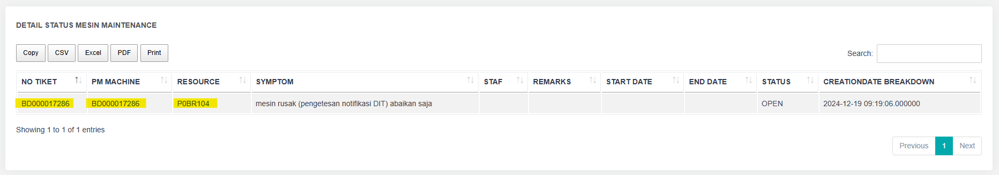 DETAIL STATUS MESIN MAINTENANCE
Copy CSV Excel PDF Print Search:
NO TIKET PM MACHINE RESOURCE SYMPTOM STAF REMARKS START DATE END DATE STATUS CREATIONDATE BREAKDOWN
BD000017286 BD000017286 P0BR104 mesin rusak (pengetesan notifikasi DIT) abaikan saja OPEN 2024-12-19 09:19:06.000000
Showing 1 to 1 of 1 entries
Previous 1 Next